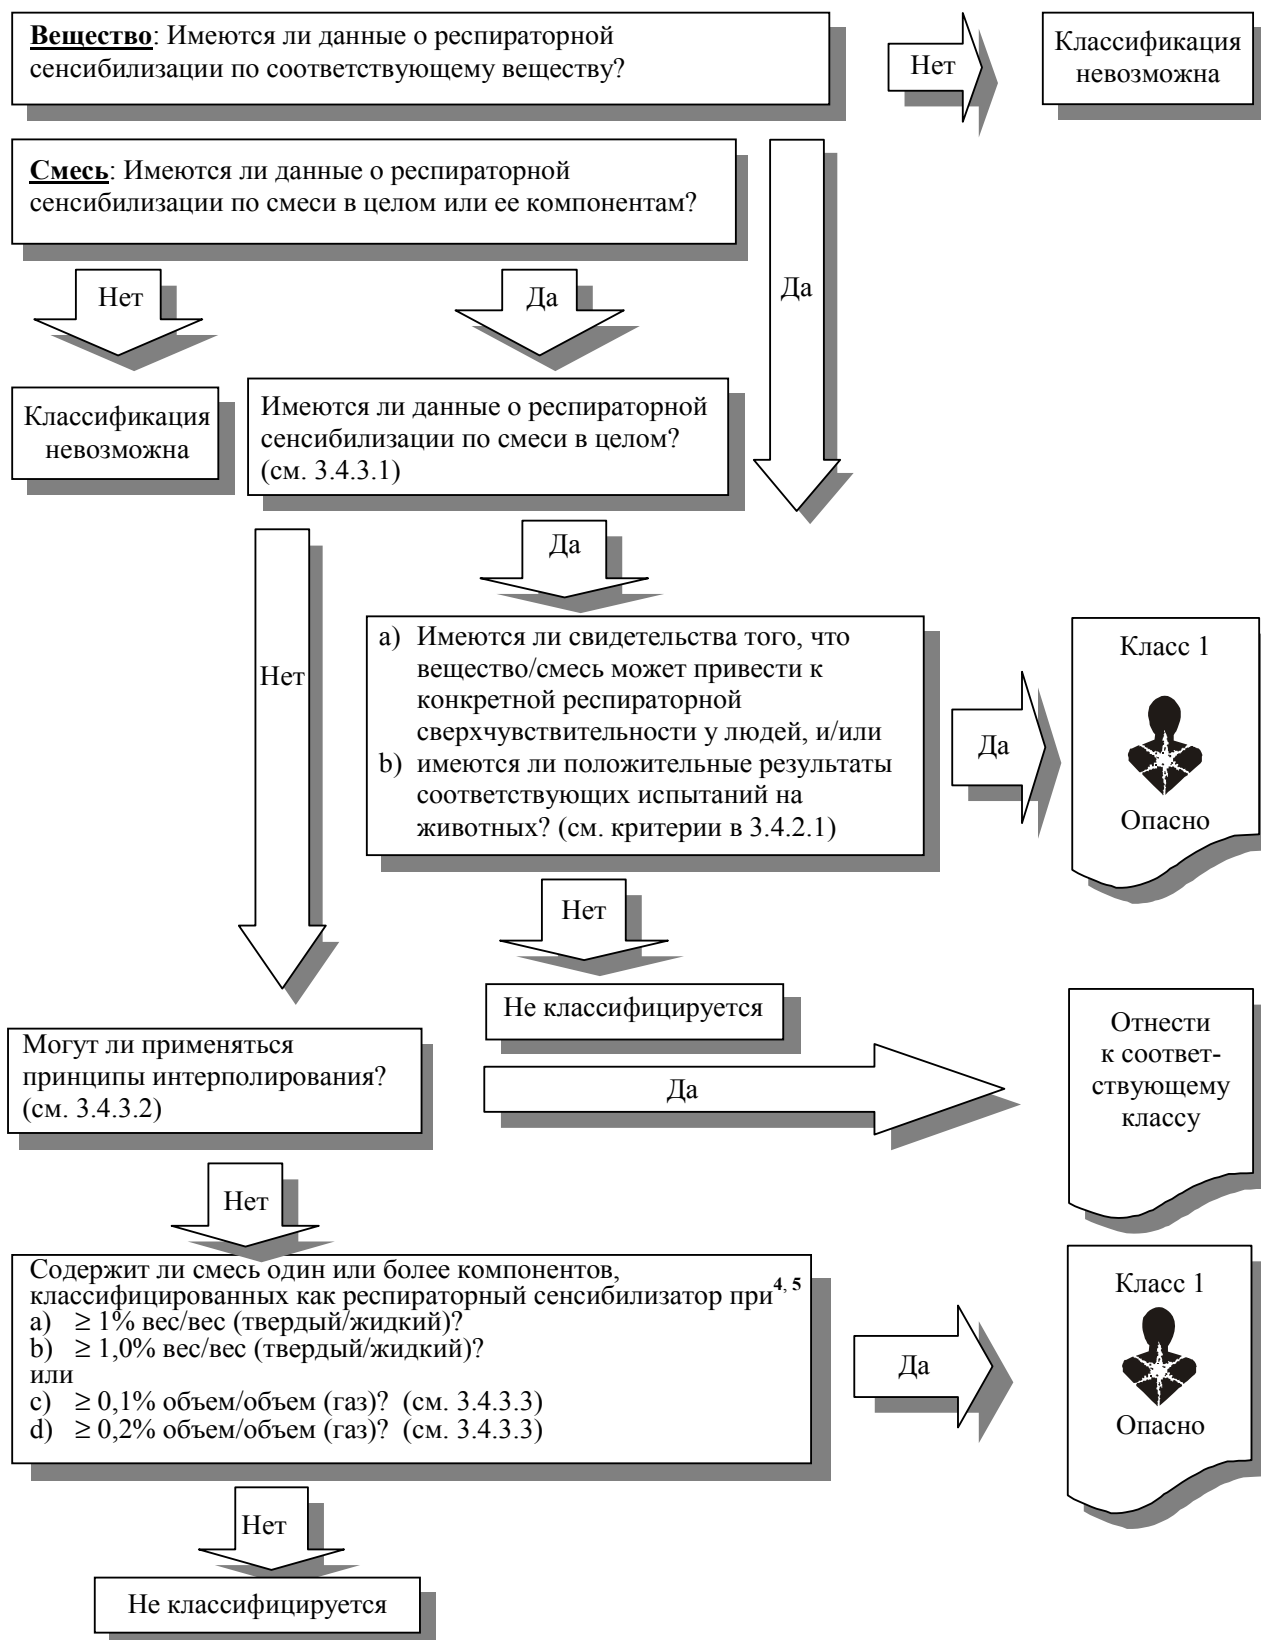 Вещество: Имеются ли данные о респираторной
сенсибилизации по соответствующему веществу?
Нет
Классификация
невозможна
Смесь: Имеются ли данные о респираторной
сенсибилизации по смеси в целом или ее компонентам?
Да
Нет
Да
Классификация
невозможна
Имеются ли данные о респираторной
сенсибилизации по смеси в целом?
(см. 3.4.3.1)
Да
Нет
a) Имеются ли свидетельства того, что
вещество/смесь может привести к
конкретной респираторной
сверхчувствительности у людей, и/или
b) имеются ли положительные результаты
соответствующих испытаний на
животных? (см. критерии в 3.4.2.1)
Да
Класс 1
Опасно
Нет
Не классифицируется
Могут ли применяться
принципы интерполирования?
(см. 3.4.3.2)
Да
Отнести
к соответ-
ствующему
классу
Нет
Содержит ли смесь один или более компонентов,
классифицированных как респираторный сенсибилизатор при4, 5
a) ≥ 1% вес/вес (твердый/жидкий)?
b) ≥ 1,0% вес/вес (твердый/жидкий)?
или
c) ≥ 0,1% объем/объем (газ)? (см. 3.4.3.3)
d) ≥ 0,2% объем/объем (газ)? (см. 3.4.3.3)
Да
Класс 1
Опасно
Нет
Не классифицируется